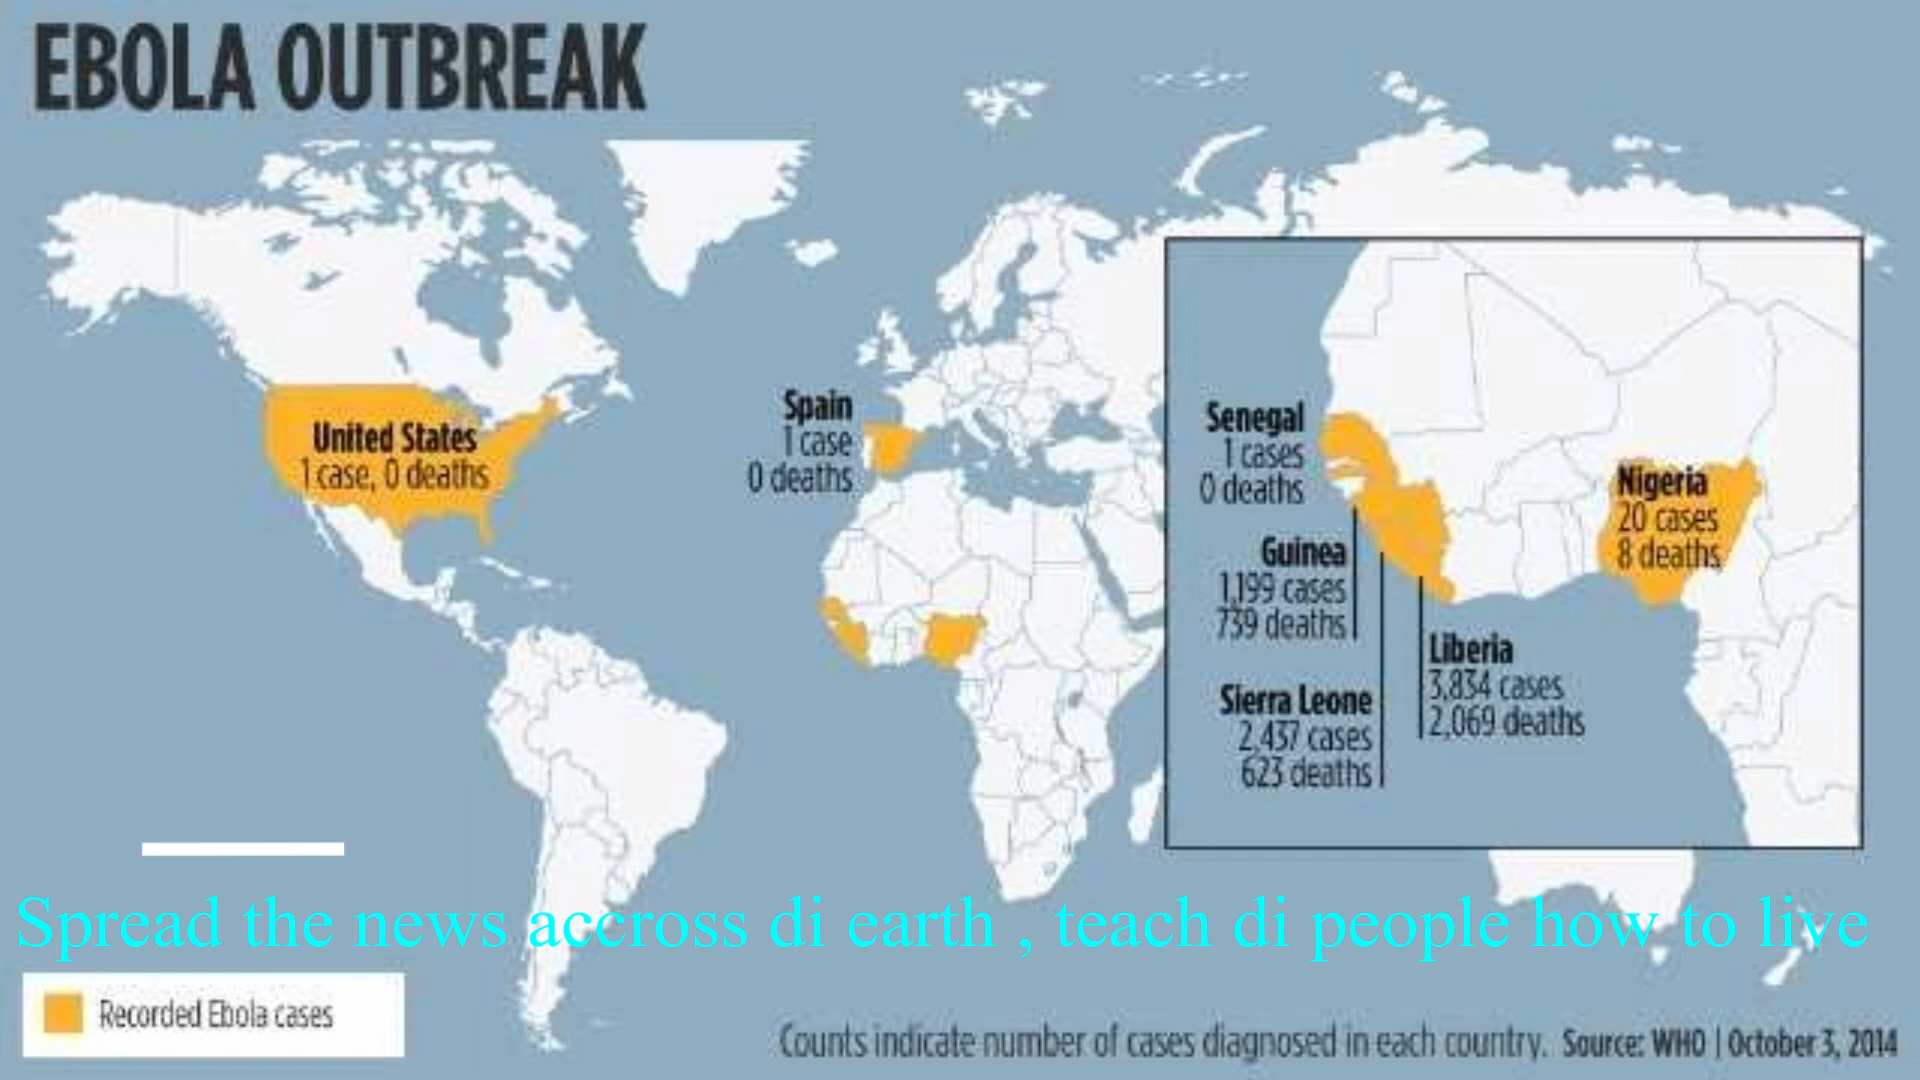 EBOLA OUTBREAK
United States
1 case, 0 deaths
Spain
1 case
0 deaths
Senegal
1 cases
0 deaths
Guinea
1,199 cases
739 deaths
Sierra Leone
2,437 cases
623 deaths
Liberia
3,834 cases
2,069 deaths
Nigeria
20 cases
8 deaths
Spread the news accross di earth , teach di people how to live
Recorded Ebola cases
Counts indicate number of cases diagnosed in each country. Source: WHO | October 3, 2014